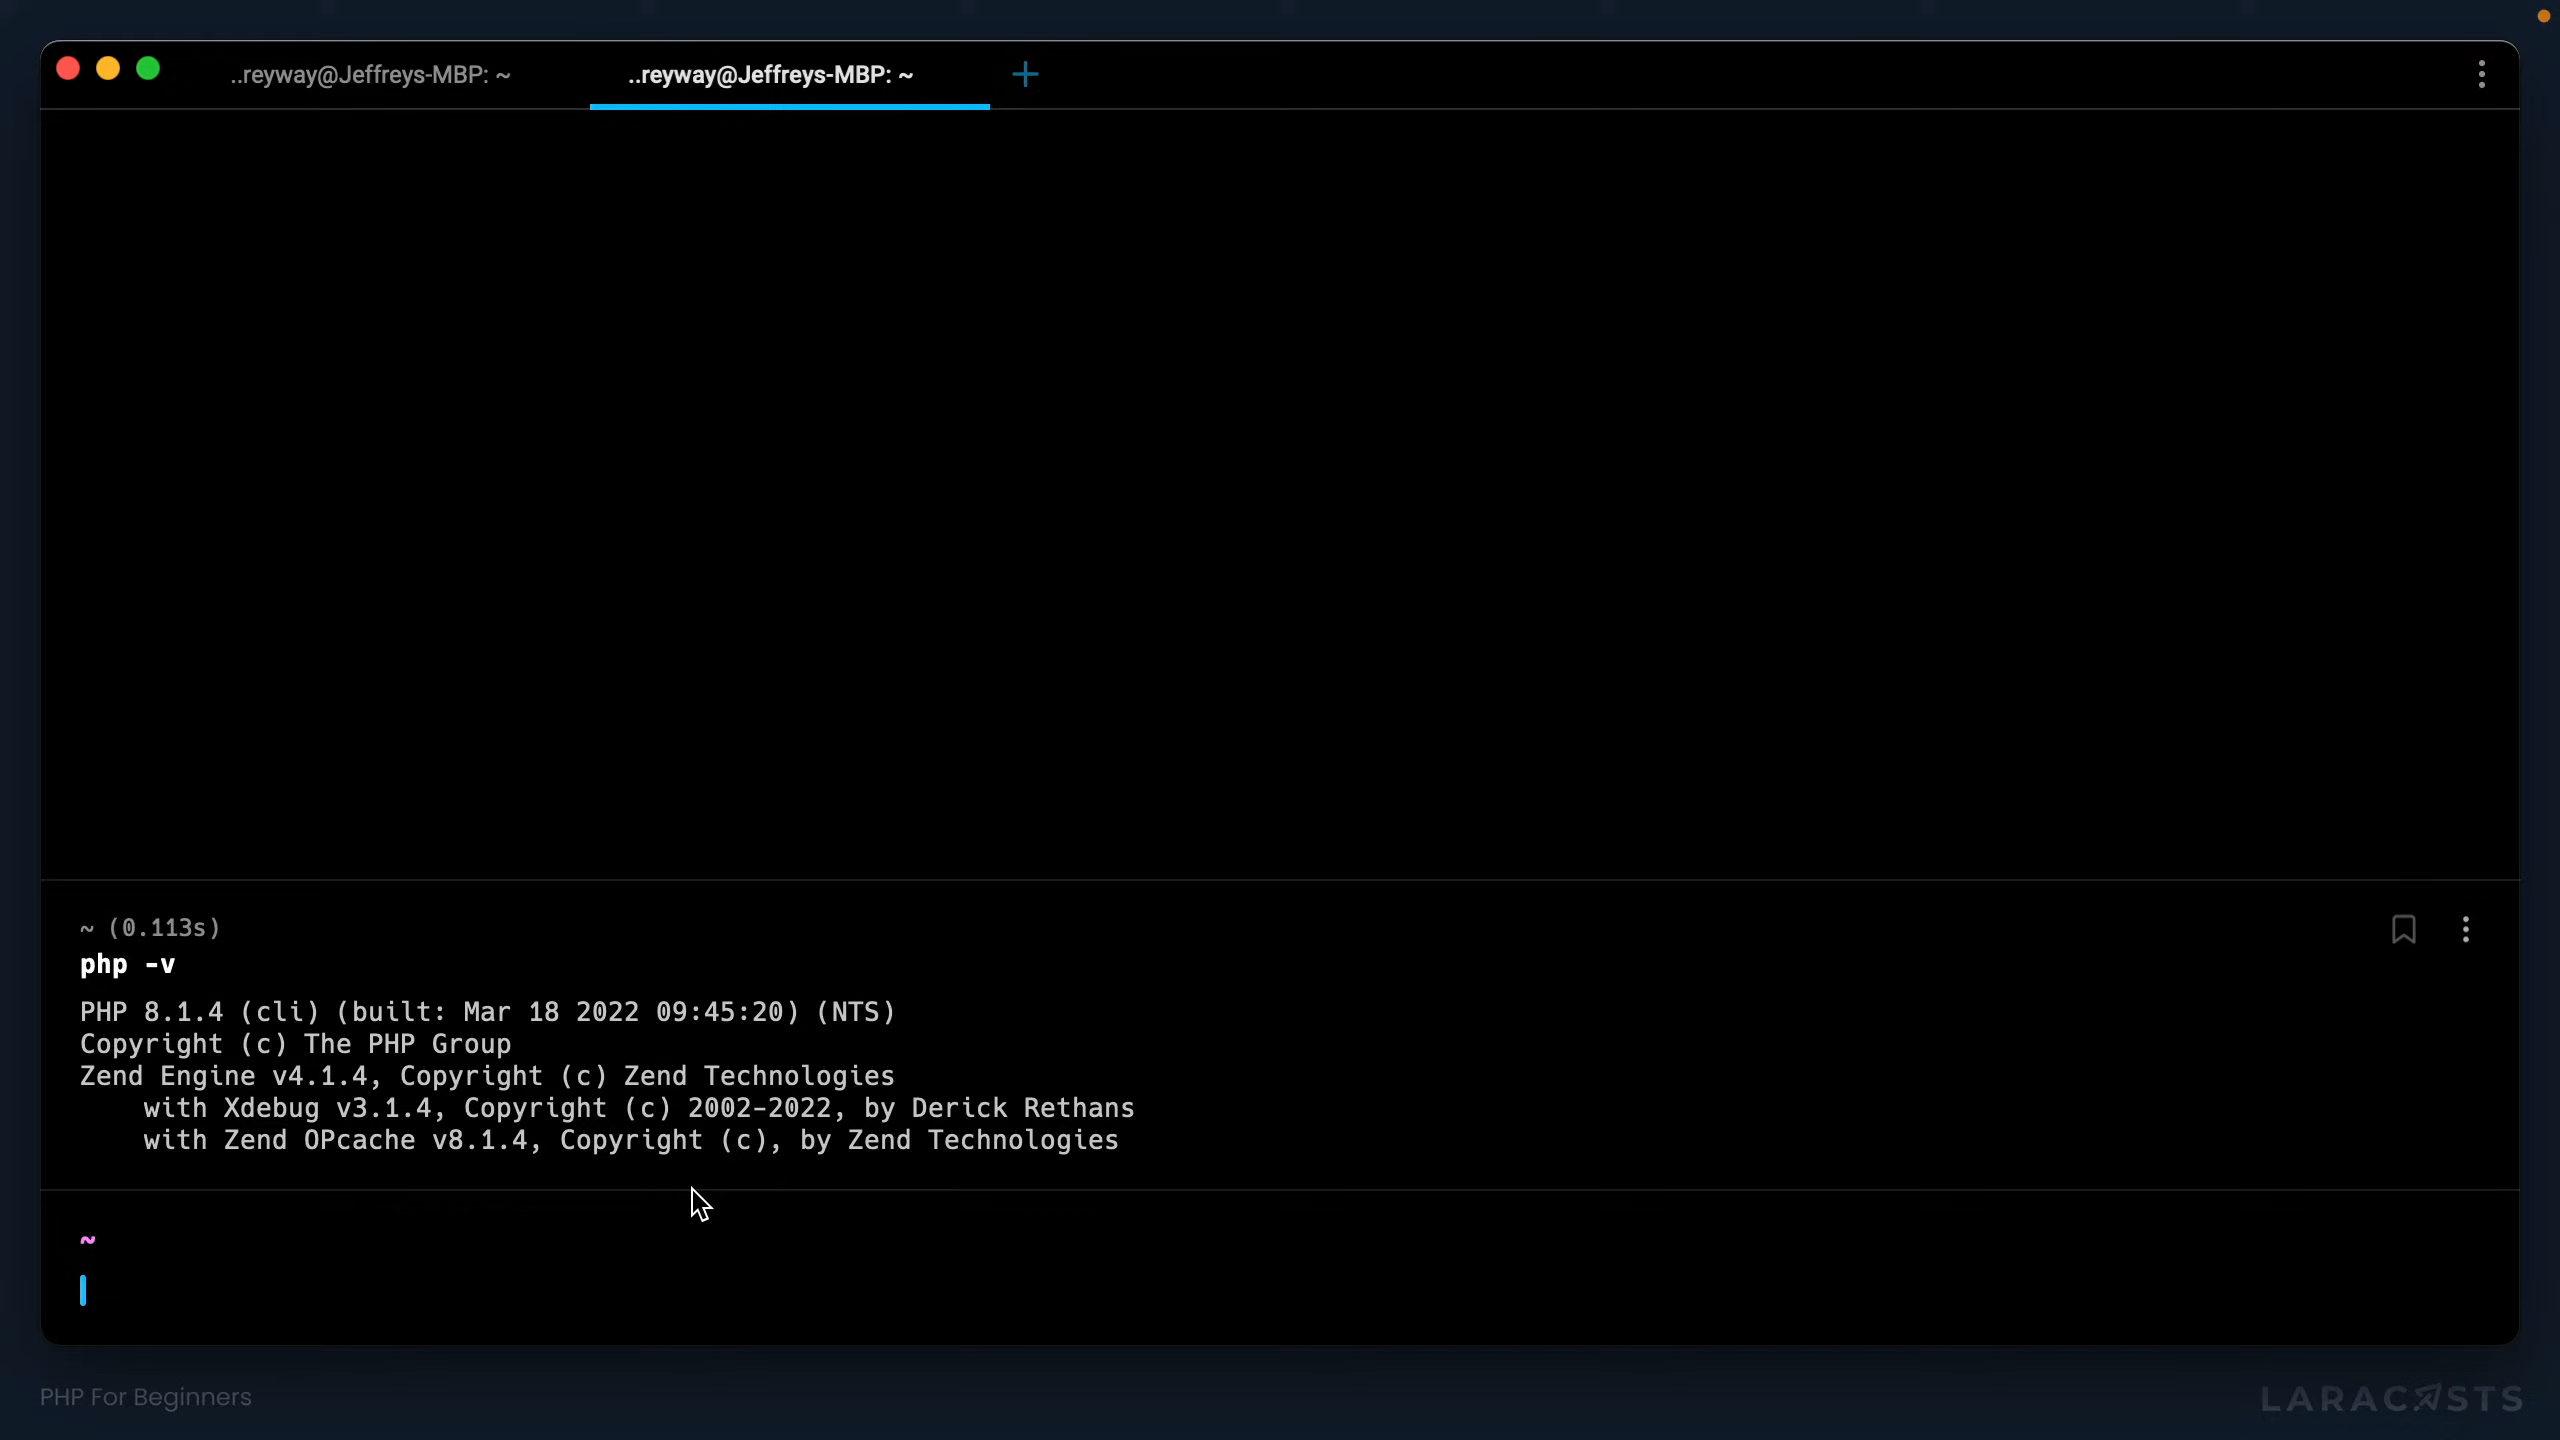 ..reyway@Jeffreys-MBP: ~
..reyway@Jeffreys-MBP: ~
~ (0.113s)
php -v
PHP 8.1.4 (cli) (built: Mar 18 2022 09:45:20) (NTS)
Copyright (c) The PHP Group
Zend Engine v4.1.4, Copyright (c) Zend Technologies
    with Xdebug v3.1.4, Copyright (c) 2002-2022, by Derick Rethans
    with Zend OPcache v8.1.4, Copyright (c), by Zend Technologies
~
PHP For Beginners
LARACASTS